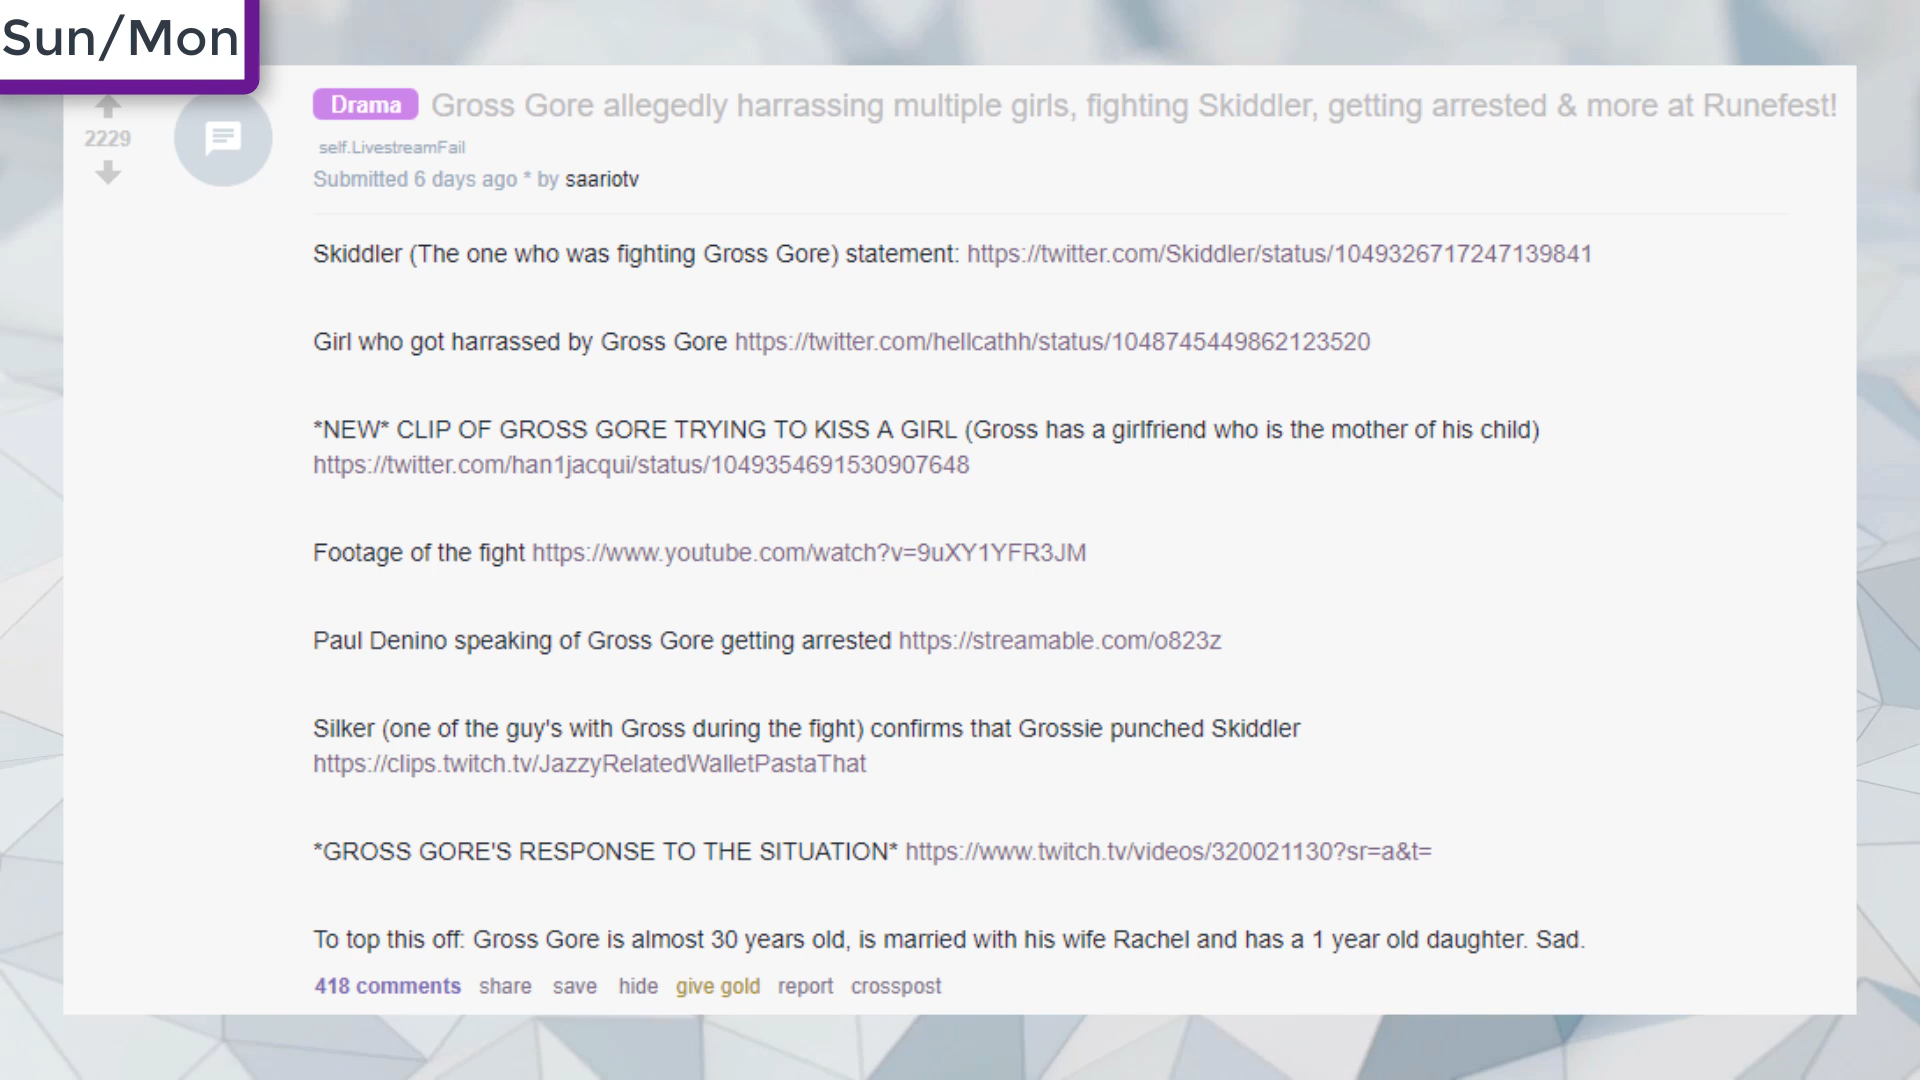 Sun/Mon
Drama Gross Gore allegedly harrassing multiple girls, fighting Skiddler, getting arrested & more at Runefest!
2229
self.LivestreamFail
Submitted 6 days ago * by saariotv
Skiddler (The one who was fighting Gross Gore) statement: https://twitter.com/Skiddler/status/1049326717247139841
Girl who got harrassed by Gross Gore https://twitter.com/hellcathh/status/1048745449862123520
*NEW* CLIP OF GROSS GORE TRYING TO KISS A GIRL (Gross has a girlfriend who is the mother of his child)
https://twitter.com/han1jacqui/status/1049354691530907648
Footage of the fight https://www.youtube.com/watch?v=9uXY1YFR3JM
Paul Denino speaking of Gross Gore getting arrested https://streamable.com/o823z
Silker (one of the guy's with Gross during the fight) confirms that Grossie punched Skiddler
https://clips.twitch.tv/JazzyRelatedWalletPastaThat
*GROSS GORE'S RESPONSE TO THE SITUATION* https://www.twitch.tv/videos/320021130?sr=a&t=
To top this off: Gross Gore is almost 30 years old, is married with his wife Rachel and has a 1 year old daughter. Sad.
418 comments share save hide give gold report crosspost